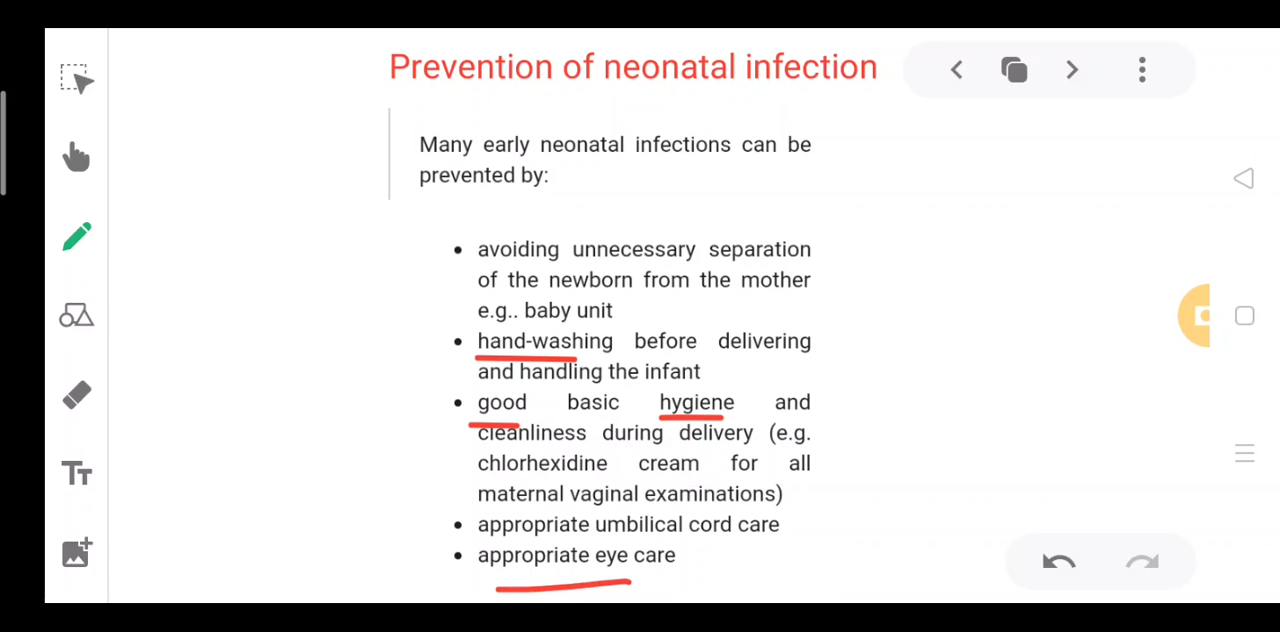 Prevention of neonatal infection
Many early neonatal infections can be
prevented by:
• avoiding unnecessary separation
of the newborn from the mother
e.g.. baby unit
• hand-washing before delivering
and handling the infant
• good basic hygiene and
cleanliness during delivery (e.g.
chlorhexidine cream for all
maternal vaginal examinations)
• appropriate umbilical cord care
• appropriate eye care
TT